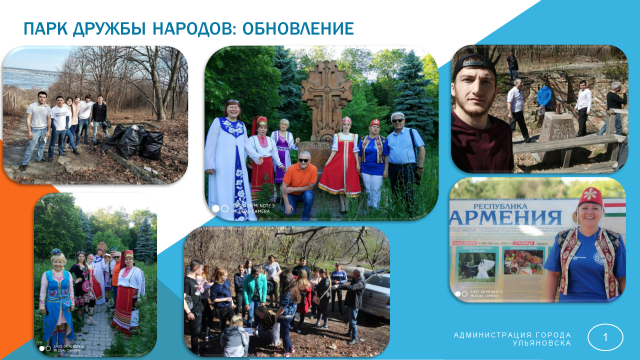 ПАРК ДРУЖБЫ НАРОДОВ: ОБНОВЛЕНИЕ
РЕСПУБЛИКА
АРМЕНИЯ
АДМИНИСТРАЦИЯ ГОРОДА
УЛЬЯНОВСКА
1